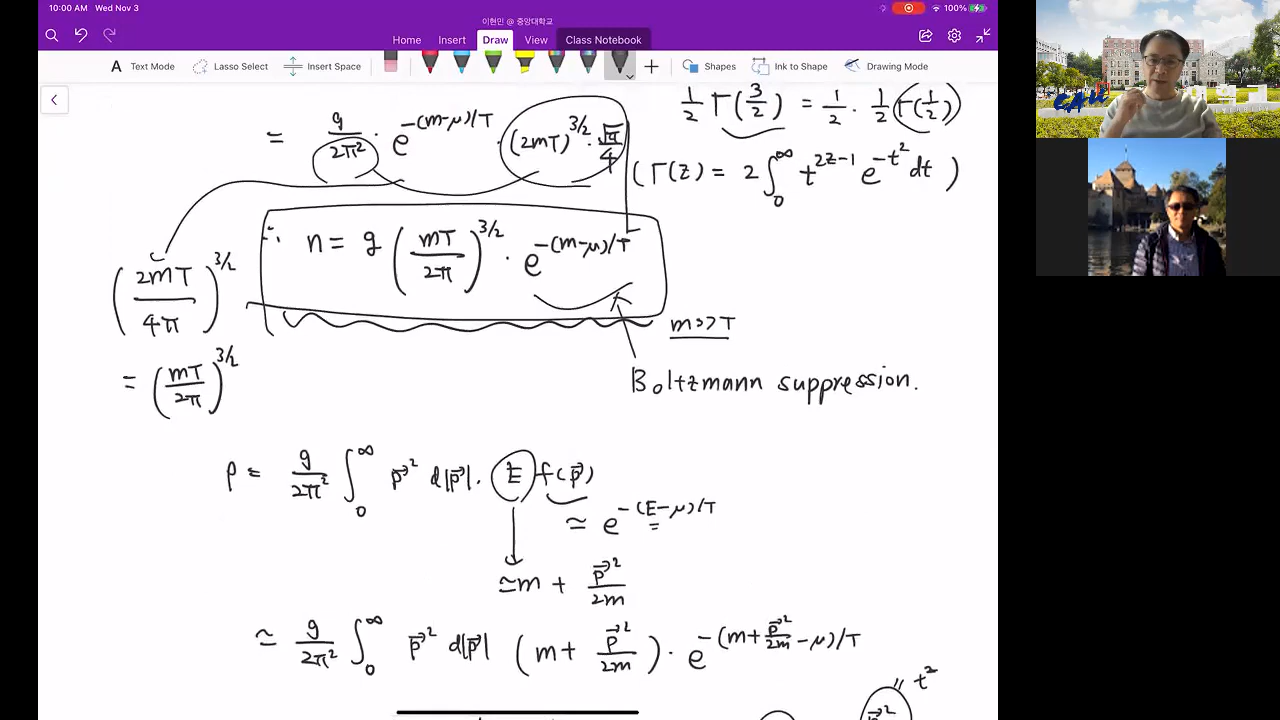 10:00 AM Wed Nov 3
100%
이현민 @ 중앙대학교
Home Insert Draw View Class Notebook
A Text Mode Lasso Select Insert Space Shapes Ink to Shape Drawing Mode
1/2 Γ(3/2) = 1/2 · 1/2 Γ(1/2)
= g/2π² · e^{-(m-μ)/T} · (2mT)^{3/2} · √π/4
(Γ(z) = 2 ∫₀^∞ t^{2z-1} e^{-t²} dt)
∴ n = g (mT/2π)^{3/2} · e^{-(m-μ)/T}
(2mT/4π)^{3/2}
m>>T
= (mT/2π)^{3/2}
Boltzmann suppression.
ρ = g/2π² ∫₀^∞ p⃗² d|p⃗| · E f(p⃗)
≃ e^{-(E-μ)/T}
≃ m + p⃗²/2m
≃ g/2π² ∫₀^∞ p⃗² d|p⃗| (m + p⃗²/2m) · e^{-(m+p⃗²/2m-μ)/T}
" t²
CAU